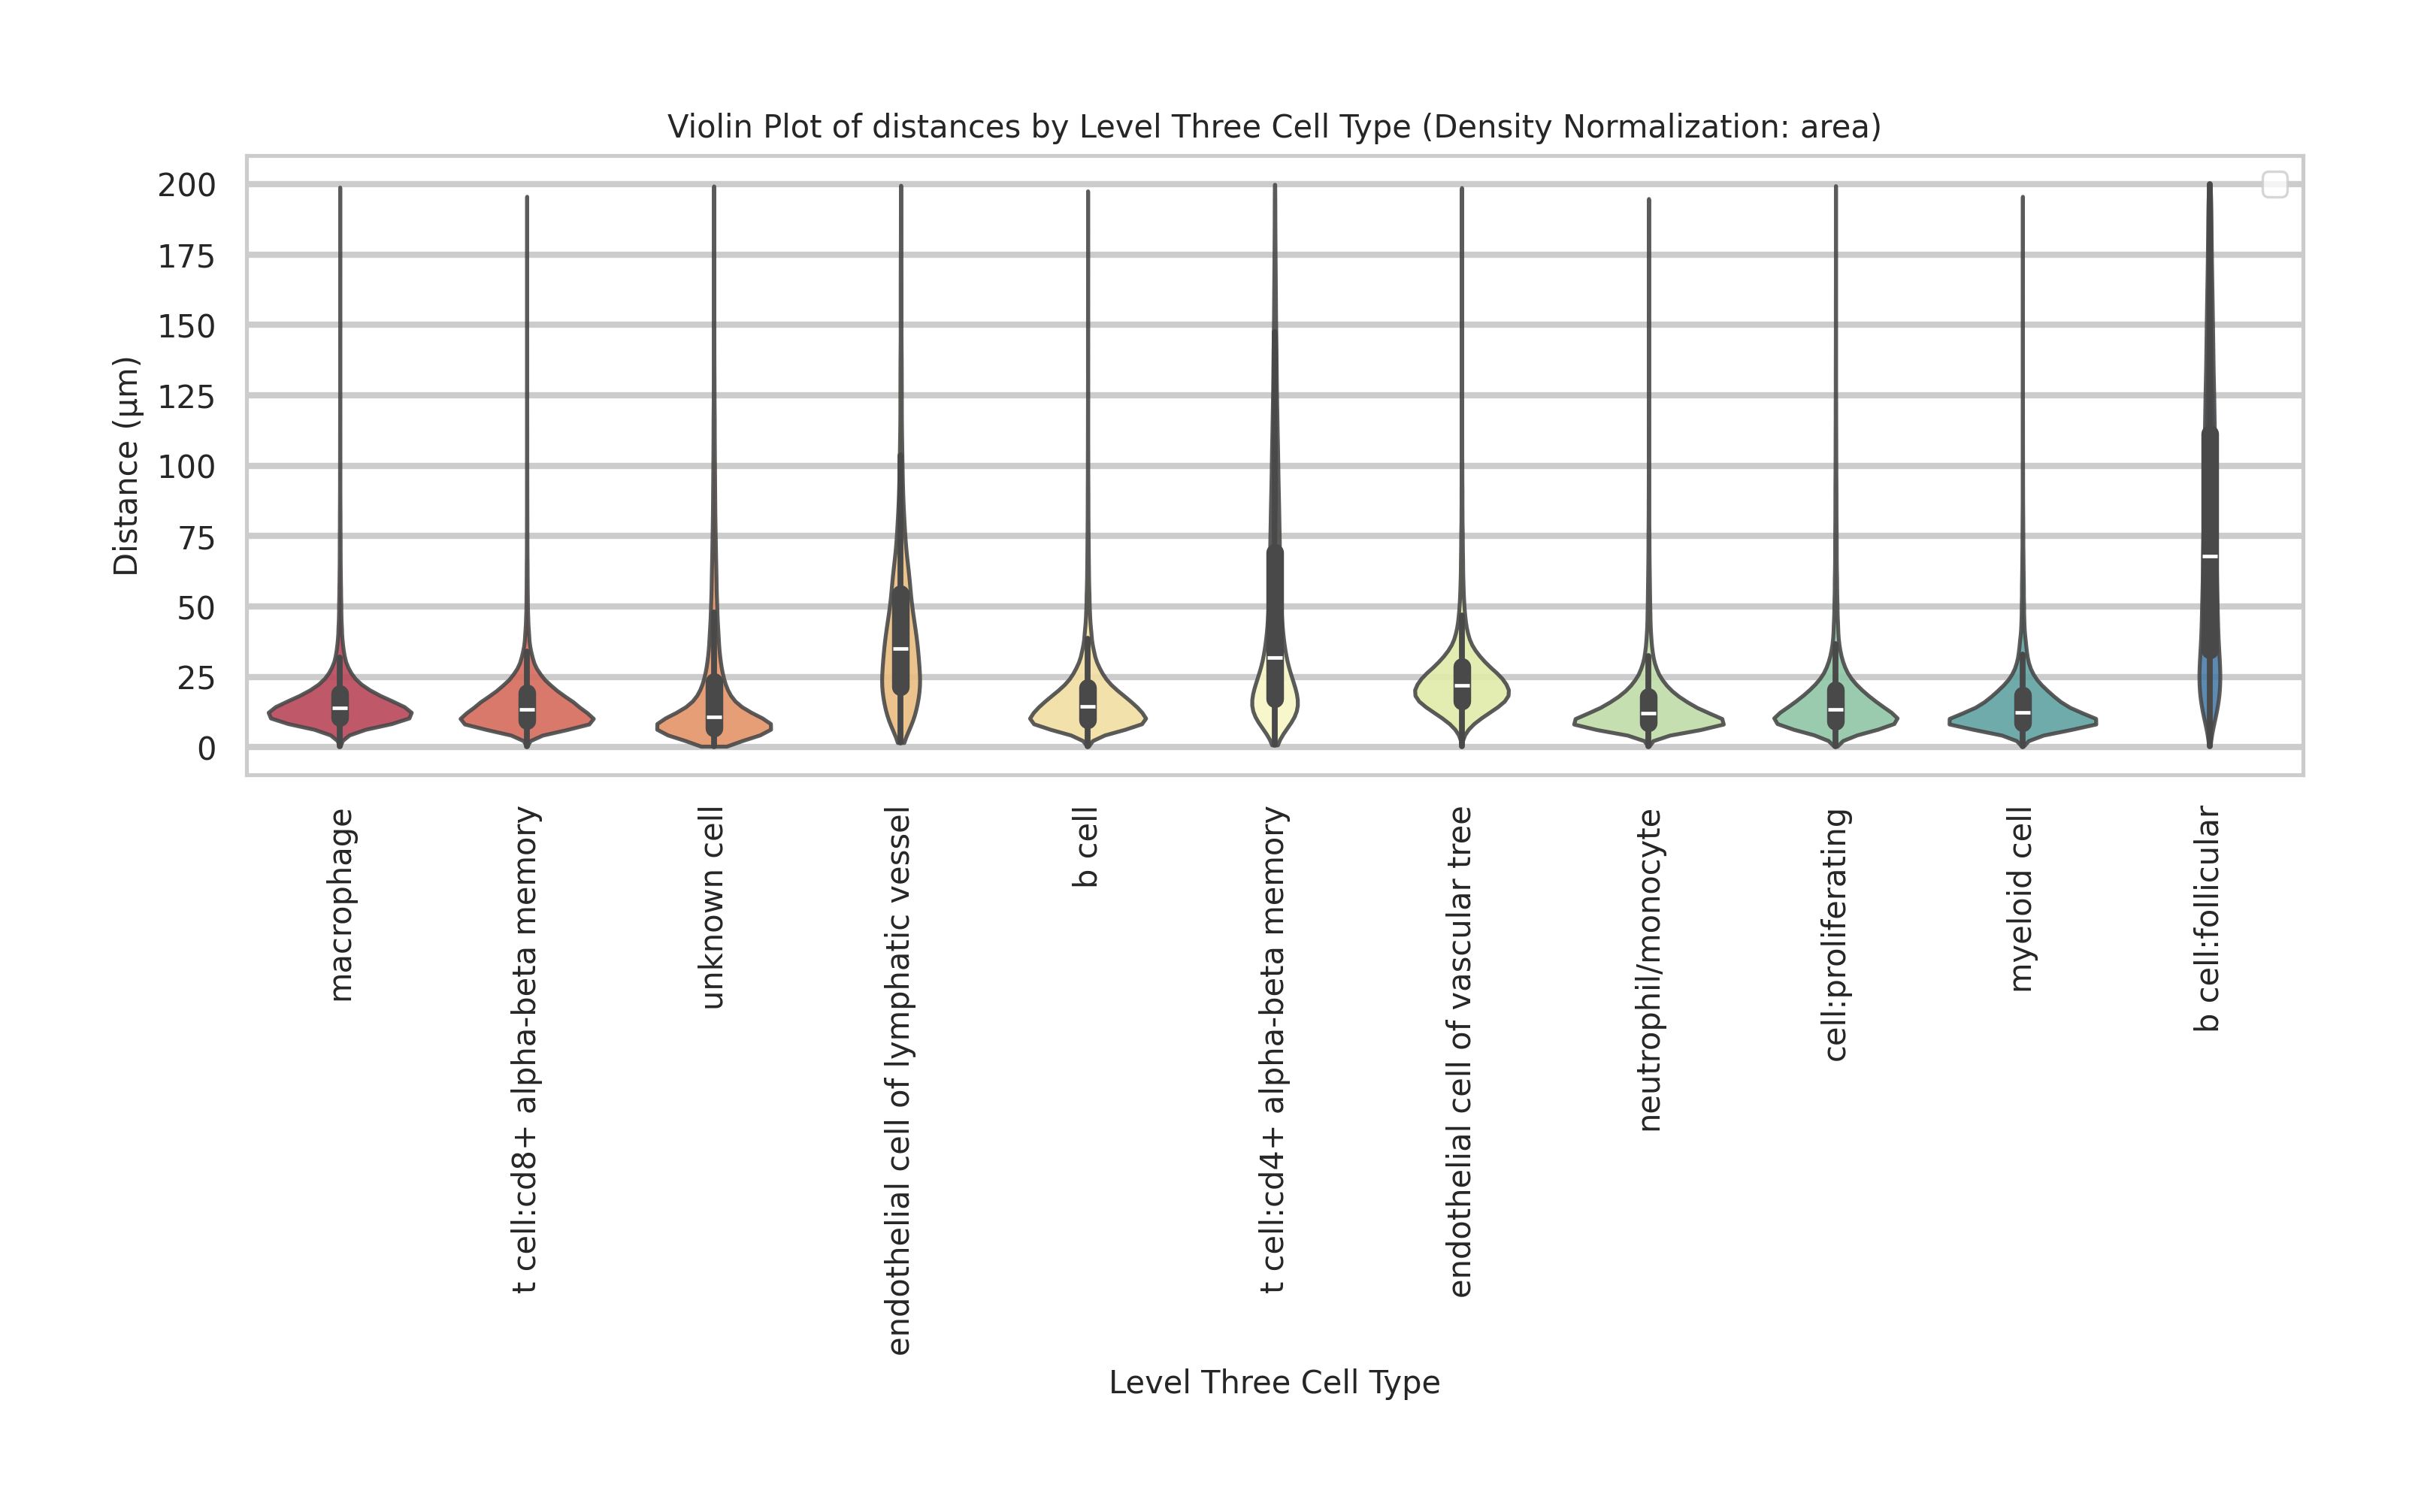 Violin Plot of distances by Level Three Cell Type (Density Normalization: area)
Distance (µm)
200
175
150
125
100
75
50
25
0
macrophage
t cell:cd8+ alpha-beta memory
unknown cell
endothelial cell of lymphatic vessel
b cell
t cell:cd4+ alpha-beta memory
endothelial cell of vascular tree
neutrophil/monocyte
cell:proliferating
myeloid cell
b cell:follicular
Level Three Cell Type